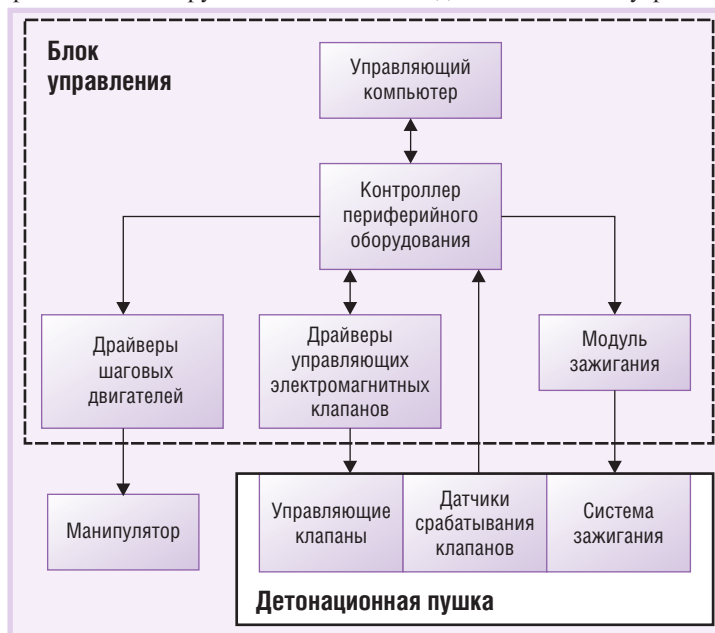 Блок
управления
Управляющий
компьютер
Контроллер
периферийного
оборудования
Драйверы
шаговых
двигателей
Драйверы
управляющих
электромагнитных
клапанов
Модуль
зажигания
Манипулятор
Управляющие
клапаны
Датчики
срабатывания
клапанов
Система
зажигания
Детонационная пушка